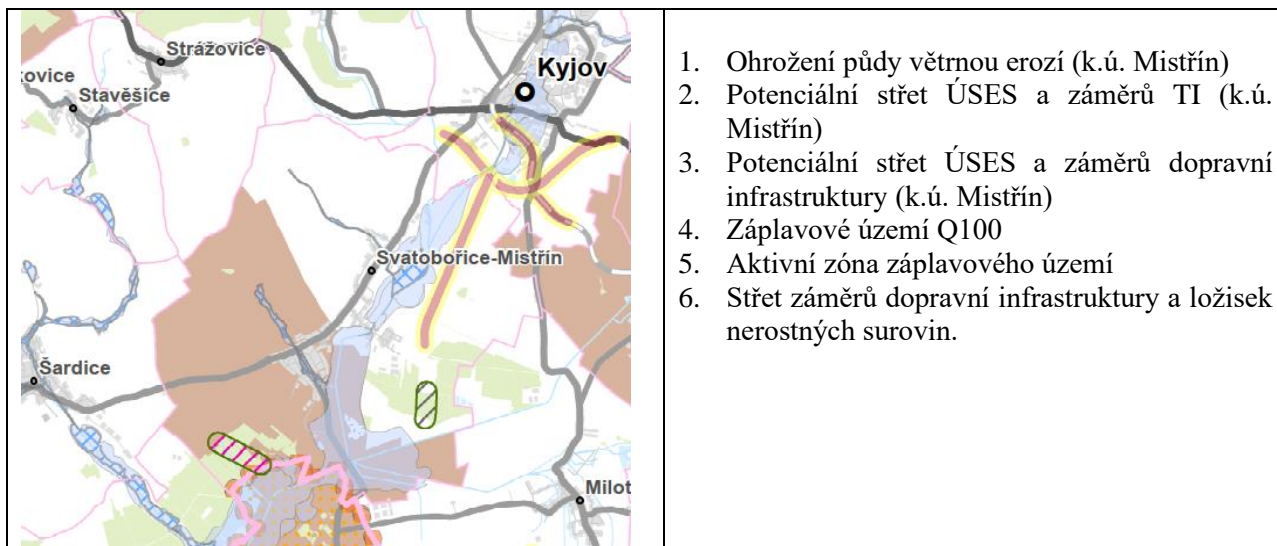 Strážovice
ovice
Stavěšice
Kyjov
Svatobořice-Mistřín
Šardice
Milot
1. Ohrožení půdy větrnou erozí (k.ú. Mistřín)
2. Potenciální střet ÚSES a záměrů TI (k.ú.
Mistřín)
3. Potenciální střet ÚSES a záměrů dopravní
infrastruktury (k.ú. Mistřín)
4. Záplavové území Q100
5. Aktivní zóna záplavového území
6. Střet záměrů dopravní infrastruktury a ložisek
nerostných surovin.